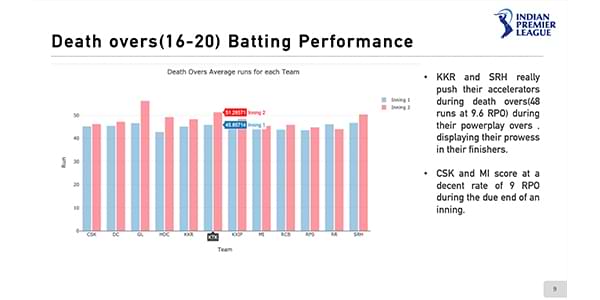 INDIAN
PREMIER
LEAGUE
Death overs(16-20) Batting Performance
Death Overs Average runs for each Team
Inning 1
Inning 2
51.28571 Inning 2
45.85714 Inning 1
50
40
30
20
10
0
Run
CSK DC GL HDC KKR KTK KXIP MI RCB RPS RR SRH
Team
• KKR and SRH really
push their accelerators
during death overs(48
runs at 9.6 RPO) during
their powerplay overs .
displaying their prowess
in their finishers.
• CSK and MI score at a
decent rate of 9 RPO
during the due end of an
inning.
9